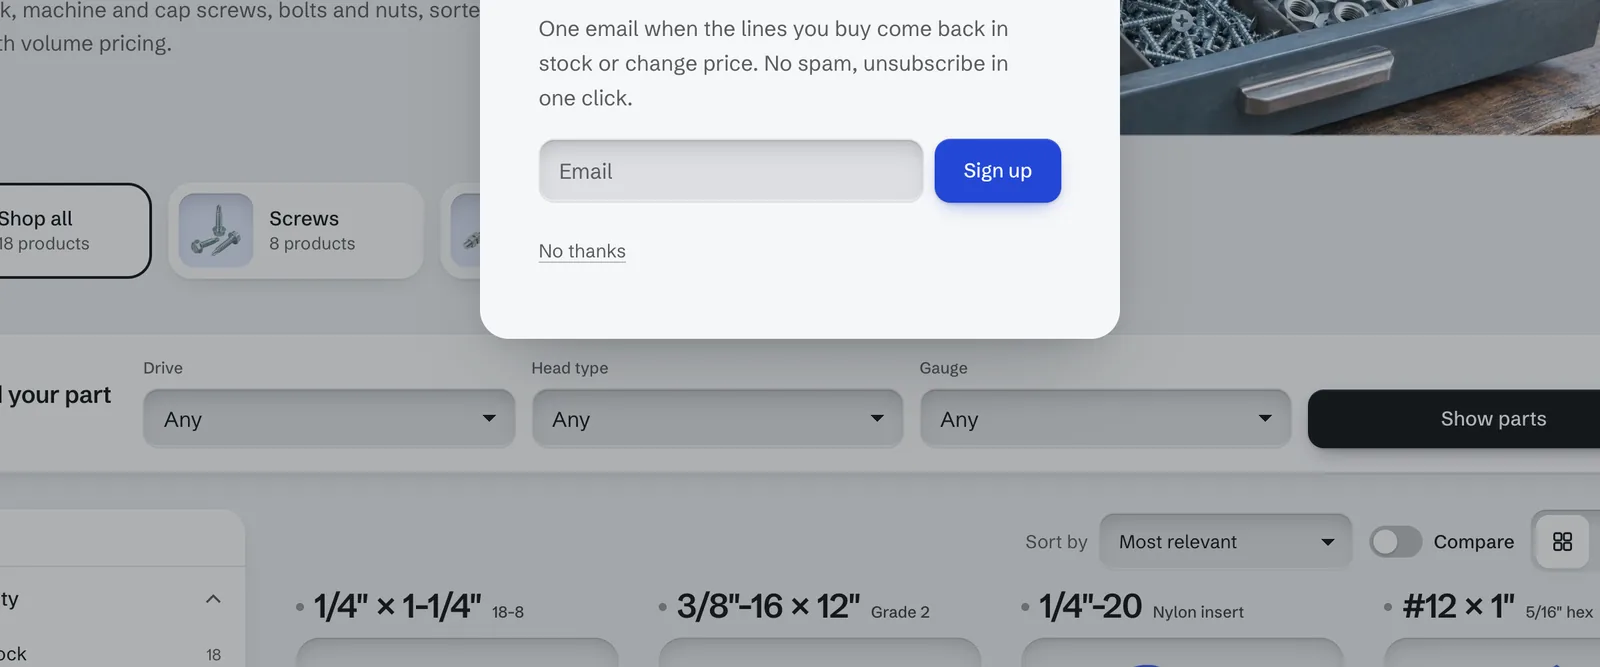 k, machine and cap screws, bolts and nuts, sorte
th volume pricing.
One email when the lines you buy come back in
stock or change price. No spam, unsubscribe in
one click.
Email
Sign up
No thanks
Shop all
18 products
Screws
8 products
your part
Drive
Any
Head type
Any
Gauge
Any
Show parts
Sort by
Most relevant
Compare
ty
ock
18
1/4" × 1-1/4" 18-8
3/8"-16 × 12" Grade 2
1/4"-20 Nylon insert
#12 × 1" 5/16" hex